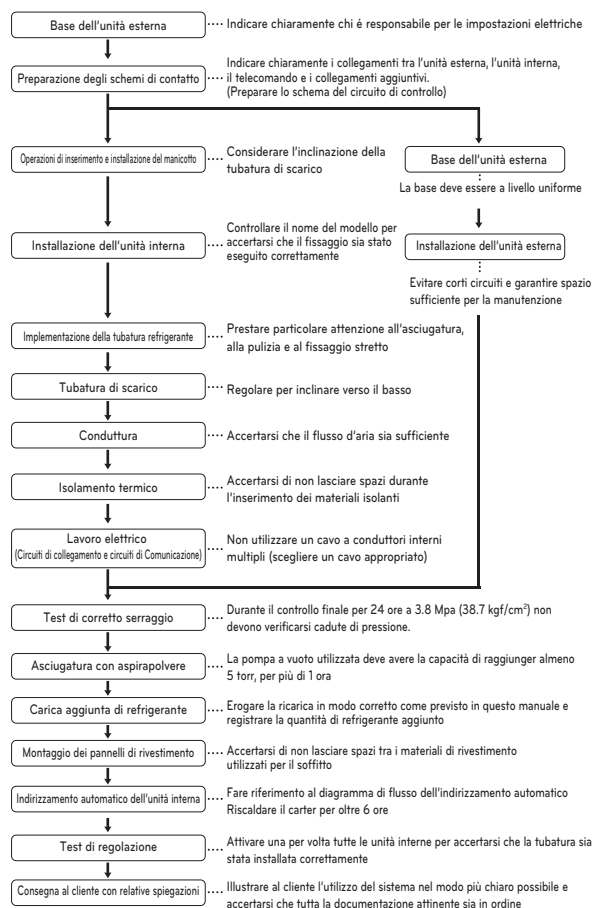 Base dell'unità esterna
Indicare chiaramente chi é responsabile per le impostazioni elettriche
Preparazione degli schemi di contatto
Indicare chiaramente i collegamenti tra l'unità esterna, l'unità interna,
il telecomando e i collegamenti aggiuntivi.
(Preparare lo schema del circuito di controllo)
Operazioni di inserimento e installazione del manicotto
Considerare l'inclinazione della
tubatura di scarico
Base dell'unità esterna
La base deve essere a livello uniforme
Installazione dell'unità interna
Controllare il nome del modello per
accertarsi che il fissaggio sia stato
eseguito correttamente
Installazione dell'unità esterna
Evitare corti circuiti e garantire spazio
sufficiente per la manutenzione
Implementazione della tubatura refrigerante
Prestare particolare attenzione all'asciugatura,
alla pulizia e al fissaggio stretto
Tubatura di scarico
Regolare per inclinare verso il basso
Conduttura
Accertarsi che il flusso d'aria sia sufficiente
Isolamento termico
Accertarsi di non lasciare spazi durante
l'inserimento dei materiali isolanti
Lavoro elettrico
(Circuiti di collegamento e circuiti di Comunicazione)
Non utilizzare un cavo a conduttori interni
multipli (scegliere un cavo appropriato)
Test di corretto serraggio
Durante il controllo finale per 24 ore a 3.8 Mpa (38.7 kgf/cm²) non
devono verificarsi cadute di pressione.
Asciugatura con aspirapolvere
La pompa a vuoto utilizzata deve avere la capacità di raggiunger almeno
5 torr, per più di 1 ora
Carica aggiunta di refrigerante
Erogare la ricarica in modo corretto come previsto in questo manuale e
registrare la quantità di refrigerante aggiunto
Montaggio dei pannelli di rivestimento
Accertarsi di non lasciare spazi tra i materiali di rivestimento
utilizzati per il soffitto
Indirizzamento automatico dell'unità interna
Fare riferimento al diagramma di flusso dell'indirizzamento automatico
Riscaldare il carter per oltre 6 ore
Test di regolazione
Attivare una per volta tutte le unità interne per accertarsi che la tubatura sia
stata installata correttamente
Consegna al cliente con relative spiegazioni
Illustrare al cliente l'utilizzo del sistema nel modo più chiaro possibile e
accertarsi che tutta la documentazione attinente sia in ordine